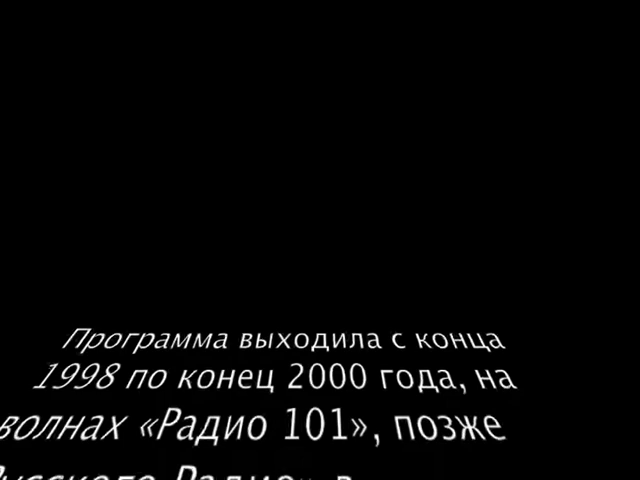 Программа выходила с конца
1998 по конец 2000 года, на
волнах «Радио 101», позже